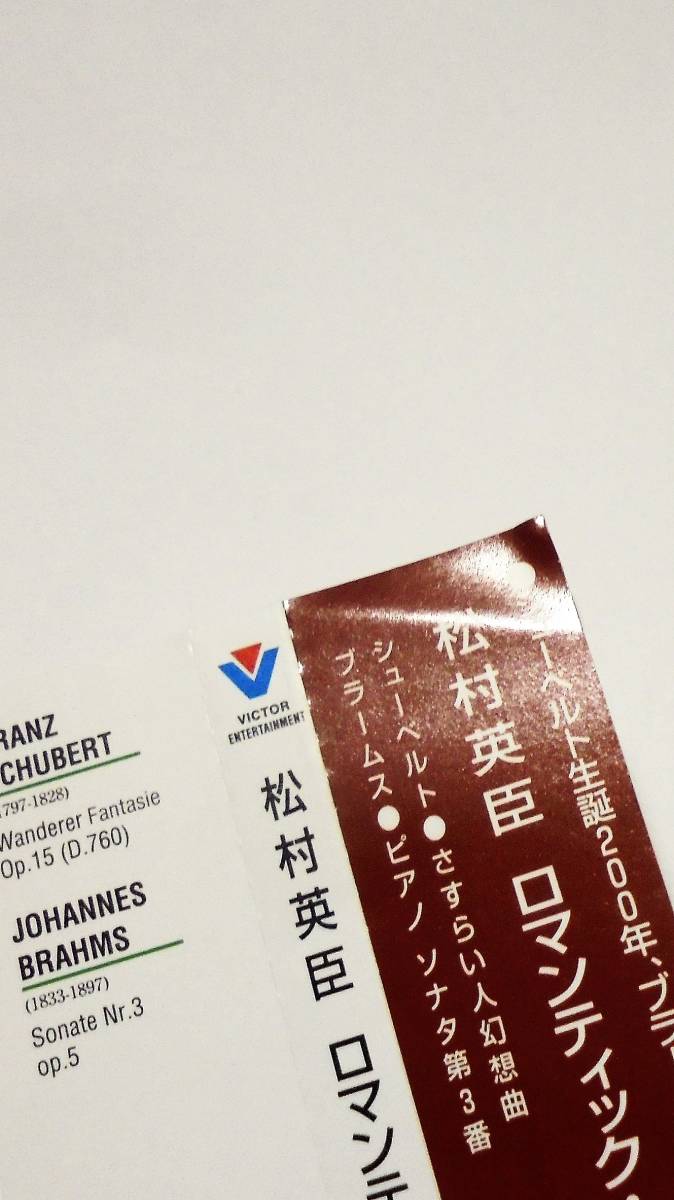 RANZ
CHUBERT
1797-1828)
Wanderer Fantasie
Op.15 (D.760)
JOHANNES
BRAHMS
(1833-1897)
Sonate Nr.3
op.5
VICTOR
ENTERTAINMENT
松村英臣 ロマンテ
ーベルト生誕200年、ブラ
松村英臣 ロマンティック・
シューベルト●さすらい人幻想曲
ブラームス●ピアノ ソナタ第3番